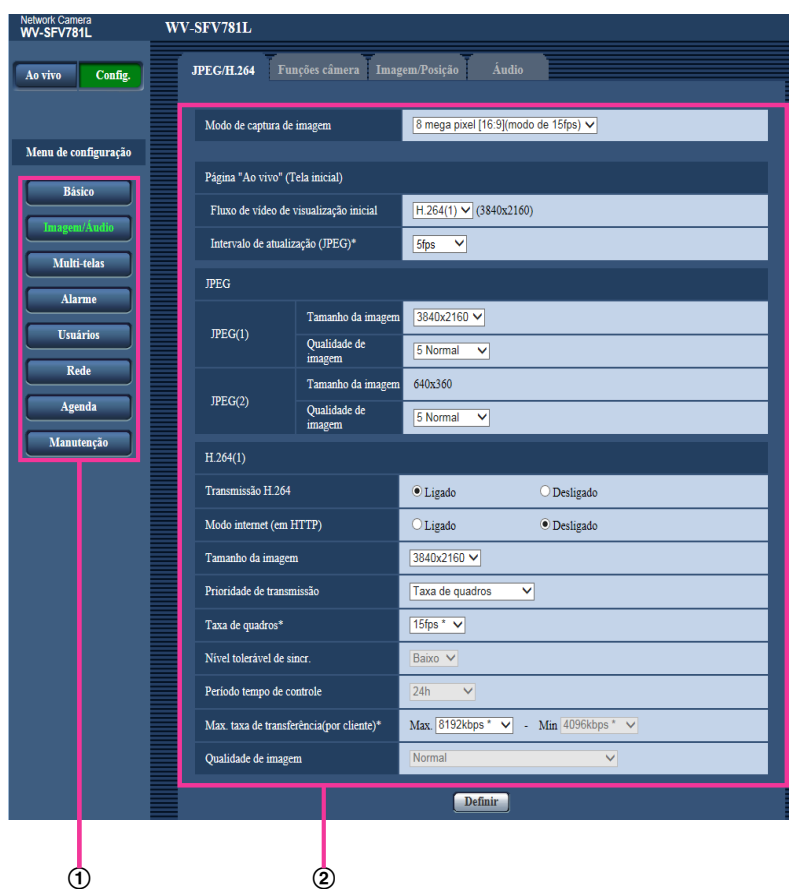 Network Camera
WV-SFV781L
WV-SFV781L
Ao vivo
Config.
Menu de configuração
Básico
Imagem/Áudio
Multi-telas
Alarme
Usuários
Rede
Agenda
Manutenção
JPEG/H.264
Funções câmera
Imagem/Posição
Áudio
Modo de captura de imagem
8 mega pixel [16:9](modo de 15fps)
Página "Ao vivo" (Tela inicial)
Fluxo de vídeo de visualização inicial
H.264(1) (3840x2160)
Intervalo de atualização (JPEG)*
5fps
JPEG
JPEG(1)
Tamanho da imagem
3840x2160
Qualidade de
imagem
5 Normal
JPEG(2)
Tamanho da imagem
640x360
Qualidade de
imagem
5 Normal
H.264(1)
Transmissão H.264
Ligado
Desligado
Modo internet (em HTTP)
Ligado
Desligado
Tamanho da imagem
3840x2160
Prioridade de transmissão
Taxa de quadros
Taxa de quadros*
15fps *
Nível tolerável de sincr.
Baixo
Período tempo de controle
24h
Max. taxa de transferência(por cliente)*
Max. 8192kbps * - Min 4096kbps *
Qualidade de imagem
Normal
Definir
① ②